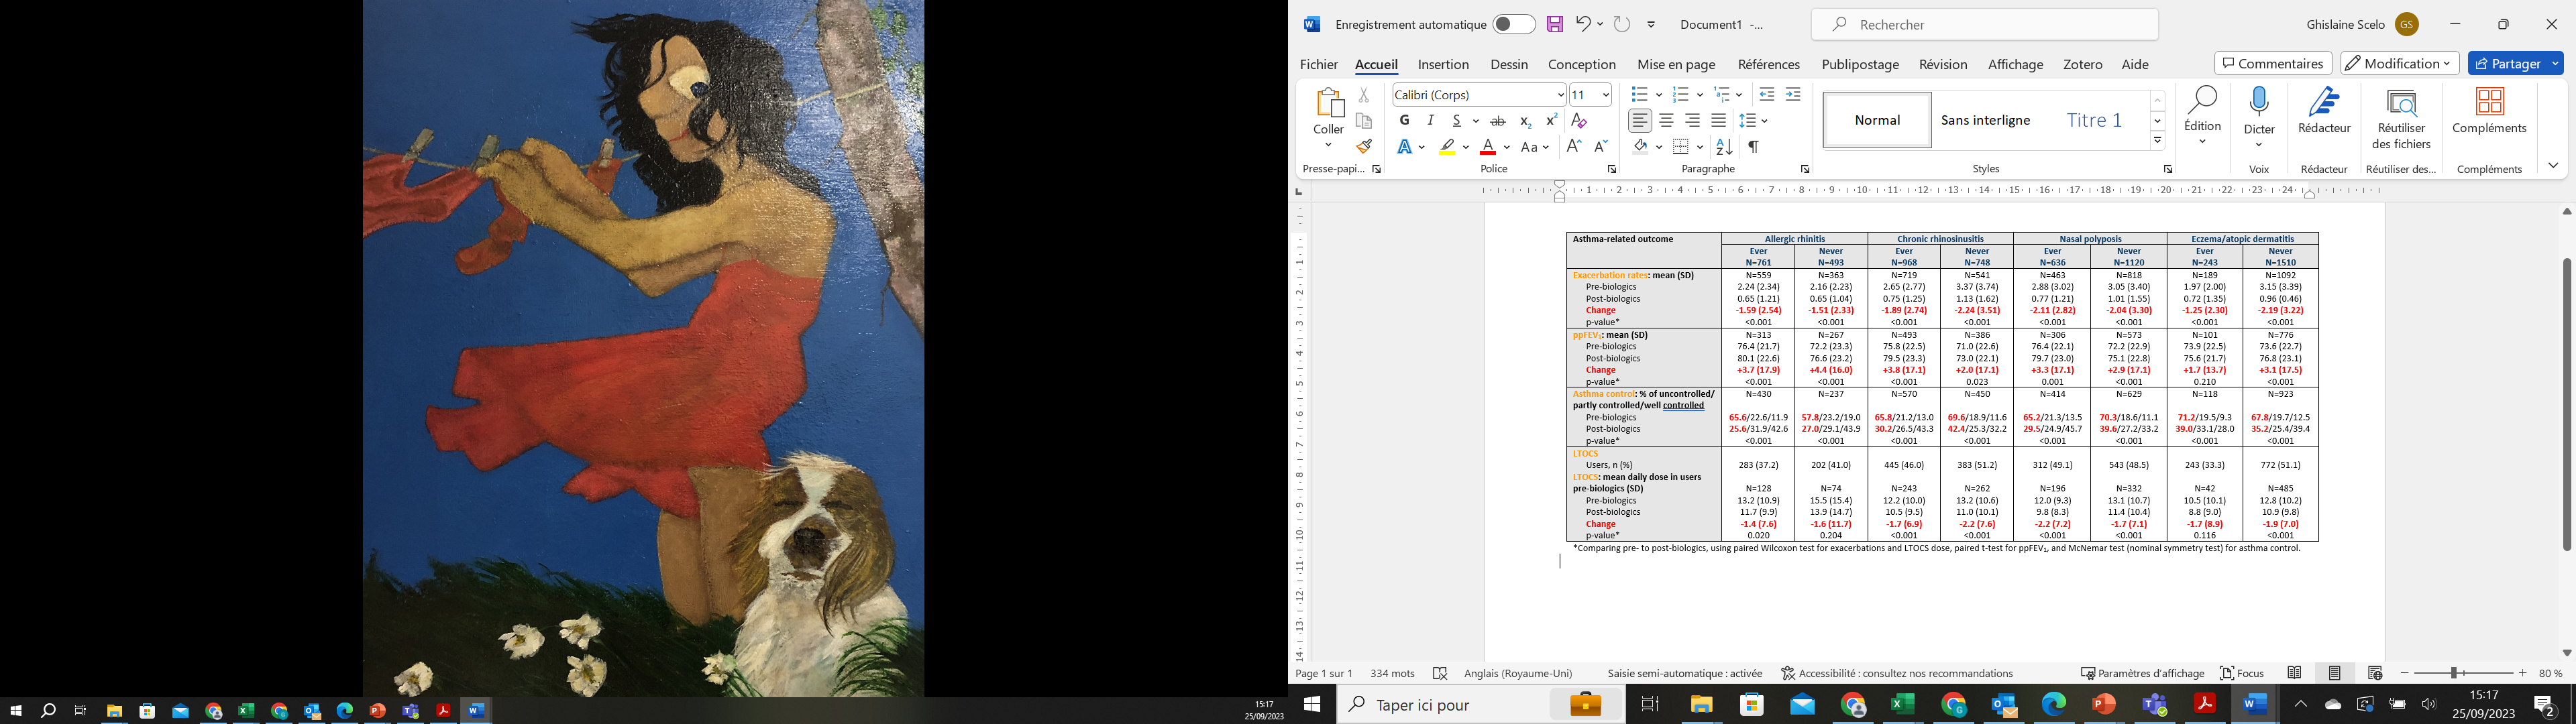 Enregistrement automatique
Document1 -...
Rechercher
Ghislaine Scelo
GS
Fichier Accueil Insertion Dessin Conception Mise en page Références Publipostage Révision Affichage Zotero Aide
Commentaires Modification Partager
Coller
Calibri (Corps) 11
G I S ab x₂ x²
A A Aa A A
Normal Sans interligne Titre 1
Édition Dicter Rédacteur Réutiliser des fichiers Compléments
Presse-papi... Police Paragraphe Styles Voix Rédacteur Réutiliser des... Compléments
1 2 3 4 5 6 7 8 9 10 11 12 13 14 15 16 17 18 19 20 21 22 23 24
Asthma-related outcome Allergic rhinitis Chronic rhinosinusitis Nasal polyposis Eczema/atopic dermatitis
Ever Never Ever Never Ever Never Ever Never
N=761 N=493 N=968 N=748 N=636 N=1120 N=243 N=1510
Exacerbation rates: mean (SD) N=559 N=363 N=719 N=541 N=463 N=818 N=189 N=1092
Pre-biologics 2.24 (2.34) 2.16 (2.23) 2.65 (2.77) 3.37 (3.74) 2.88 (3.02) 3.05 (3.40) 1.97 (2.00) 3.15 (3.39)
Post-biologics 0.65 (1.21) 0.65 (1.04) 0.75 (1.25) 1.13 (1.62) 0.77 (1.21) 1.01 (1.55) 0.72 (1.35) 0.96 (0.46)
Change -1.59 (2.54) -1.51 (2.33) -1.89 (2.74) -2.24 (3.51) -2.11 (2.82) -2.04 (3.30) -1.25 (2.30) -2.19 (3.22)
p-value* <0.001 <0.001 <0.001 <0.001 <0.001 <0.001 <0.001 <0.001
ppFEV₁: mean (SD) N=313 N=267 N=493 N=386 N=306 N=573 N=101 N=776
Pre-biologics 76.4 (21.7) 72.2 (23.3) 75.8 (22.5) 71.0 (22.6) 76.4 (22.1) 72.2 (22.9) 73.9 (22.5) 73.6 (22.7)
Post-biologics 80.1 (22.6) 76.6 (23.2) 79.5 (23.3) 73.0 (22.1) 79.7 (23.0) 75.1 (22.8) 75.6 (21.7) 76.8 (23.1)
Change +3.7 (17.9) +4.4 (16.0) +3.8 (17.1) +2.0 (17.1) +3.3 (17.1) +2.9 (17.1) +1.7 (13.7) +3.1 (17.5)
p-value* <0.001 <0.001 <0.001 0.023 0.001 <0.001 0.210 <0.001
Asthma control: % of uncontrolled/ N=430 N=237 N=570 N=450 N=414 N=629 N=118 N=923
partly controlled/well controlled
Pre-biologics 65.6/22.6/11.9 57.8/23.2/19.0 65.8/21.2/13.0 69.6/18.9/11.6 65.2/21.3/13.5 70.3/18.6/11.1 71.2/19.5/9.3 67.8/19.7/12.5
Post-biologics 25.6/31.9/42.6 27.0/29.1/43.9 30.2/26.5/43.3 42.4/25.3/32.2 29.5/24.9/45.7 39.6/27.2/33.2 39.0/33.1/28.0 35.2/25.4/39.4
p-value* <0.001 <0.001 <0.001 <0.001 <0.001 <0.001 <0.001 <0.001
LTOCS
Users, n (%) 283 (37.2) 202 (41.0) 445 (46.0) 383 (51.2) 312 (49.1) 543 (48.5) 243 (33.3) 772 (51.1)
LTOCS: mean daily dose in users
pre-biologics (SD) N=128 N=74 N=243 N=262 N=196 N=332 N=42 N=485
Pre-biologics 13.2 (10.9) 15.5 (15.4) 12.2 (10.0) 13.2 (10.6) 12.0 (9.3) 13.1 (10.7) 10.5 (10.1) 12.8 (10.2)
Post-biologics 11.7 (9.9) 13.9 (14.7) 10.5 (9.5) 11.0 (10.1) 9.8 (8.3) 11.4 (10.4) 8.8 (9.0) 10.9 (9.8)
Change -1.4 (7.6) -1.6 (11.7) -1.7 (6.9) -2.2 (7.6) -2.2 (7.2) -1.7 (7.1) -1.7 (8.9) -1.9 (7.0)
p-value* 0.020 0.204 <0.001 <0.001 <0.001 <0.001 0.116 <0.001
*Comparing pre- to post-biologics, using paired Wilcoxon test for exacerbations and LTOCS dose, paired t-test for ppFEV₁, and McNemar test (nominal symmetry test) for asthma control.
Page 1 sur 1 334 mots Anglais (Royaume-Uni) Saisie semi-automatique : activée Accessibilité : consultez nos recommandations Paramètres d'affichage Focus 80 %
15:17
25/09/2023
Taper ici pour
15:17
25/09/2023
2